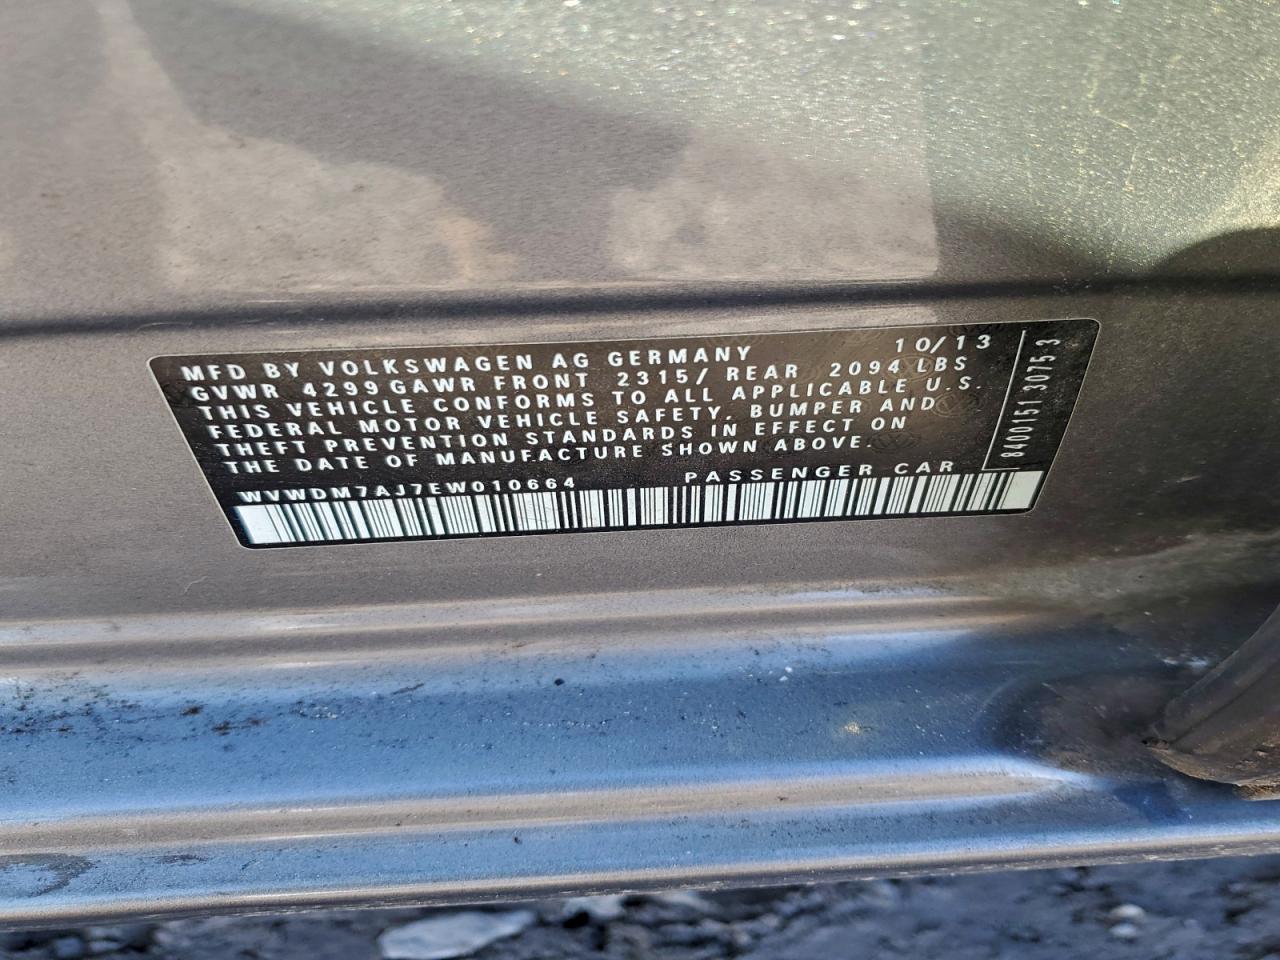 MFD BY VOLKSWAGEN AG GERMANY 10/13
GVWR 4299 GAWR FRONT 2315/ REAR 2094 LBS
THIS VEHICLE CONFORMS TO ALL APPLICABLE U.S.
FEDERAL MOTOR VEHICLE SAFETY, BUMPER AND
THEFT PREVENTION STANDARDS IN EFFECT ON
THE DATE OF MANUFACTURE SHOWN ABOVE.
WVWDM7AJ7EW010664 PASSENGER CAR
8400151 3075 3